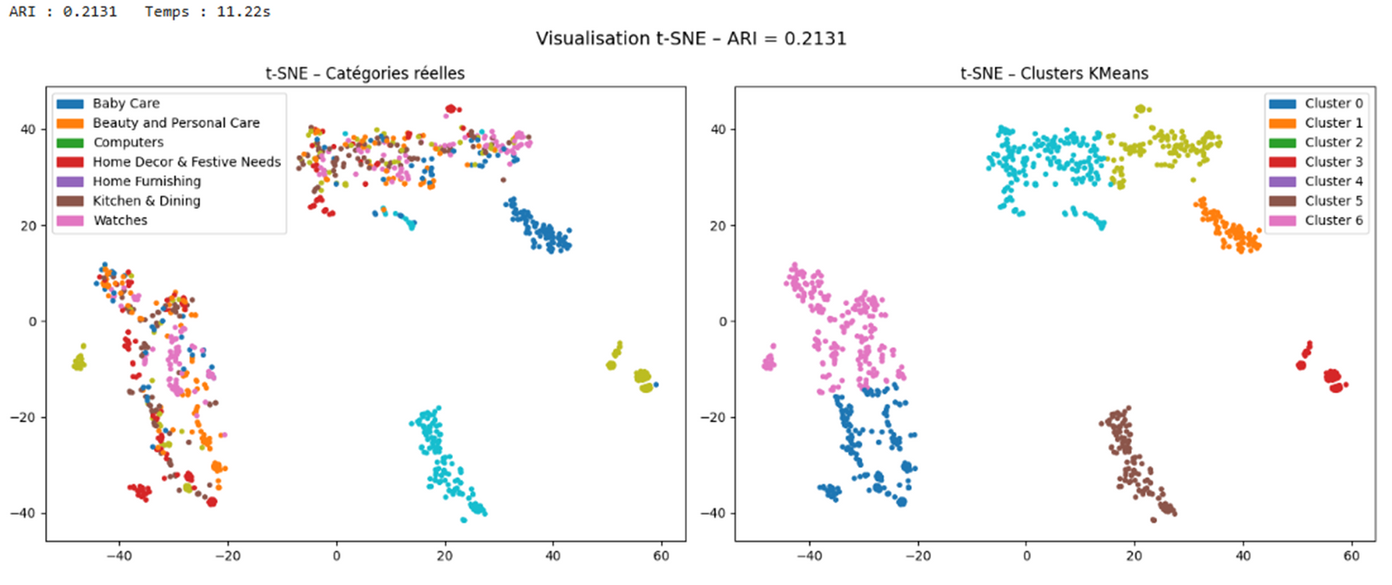 ARI : 0.2131   Temps : 11.22s
Visualisation t-SNE – ARI = 0.2131
t-SNE – Catégories réelles
Baby Care
Beauty and Personal Care
Computers
Home Decor & Festive Needs
Home Furnishing
Kitchen & Dining
Watches
40
20
0
−20
−40
−40 −20 0 20 40 60
t-SNE – Clusters KMeans
Cluster 0
Cluster 1
Cluster 2
Cluster 3
Cluster 4
Cluster 5
Cluster 6
40
20
0
−20
−40
−40 −20 0 20 40 60